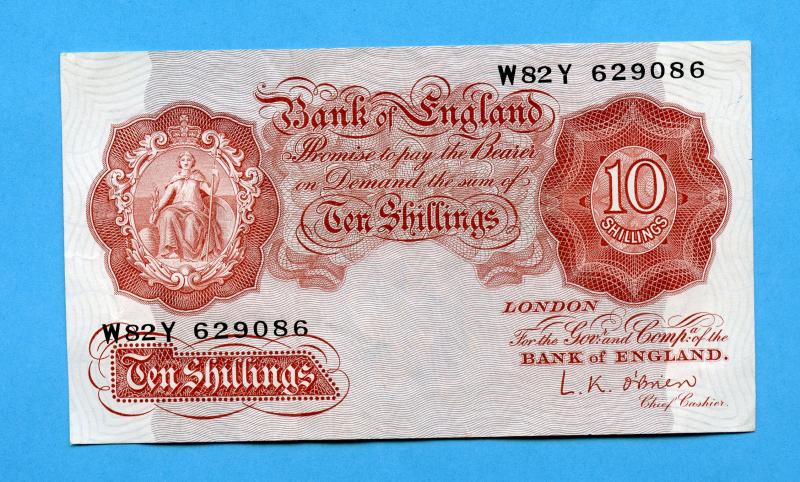 W82Y 629086
Bank of England
Promise to pay the Bearer
on Demand the sum of
Ten Shillings
10
SHILLINGS
LONDON
For the Govr. and Compa. of the
BANK of ENGLAND.
L. K. O'Brien
Chief Cashier.
W82Y 629086
Ten Shillings